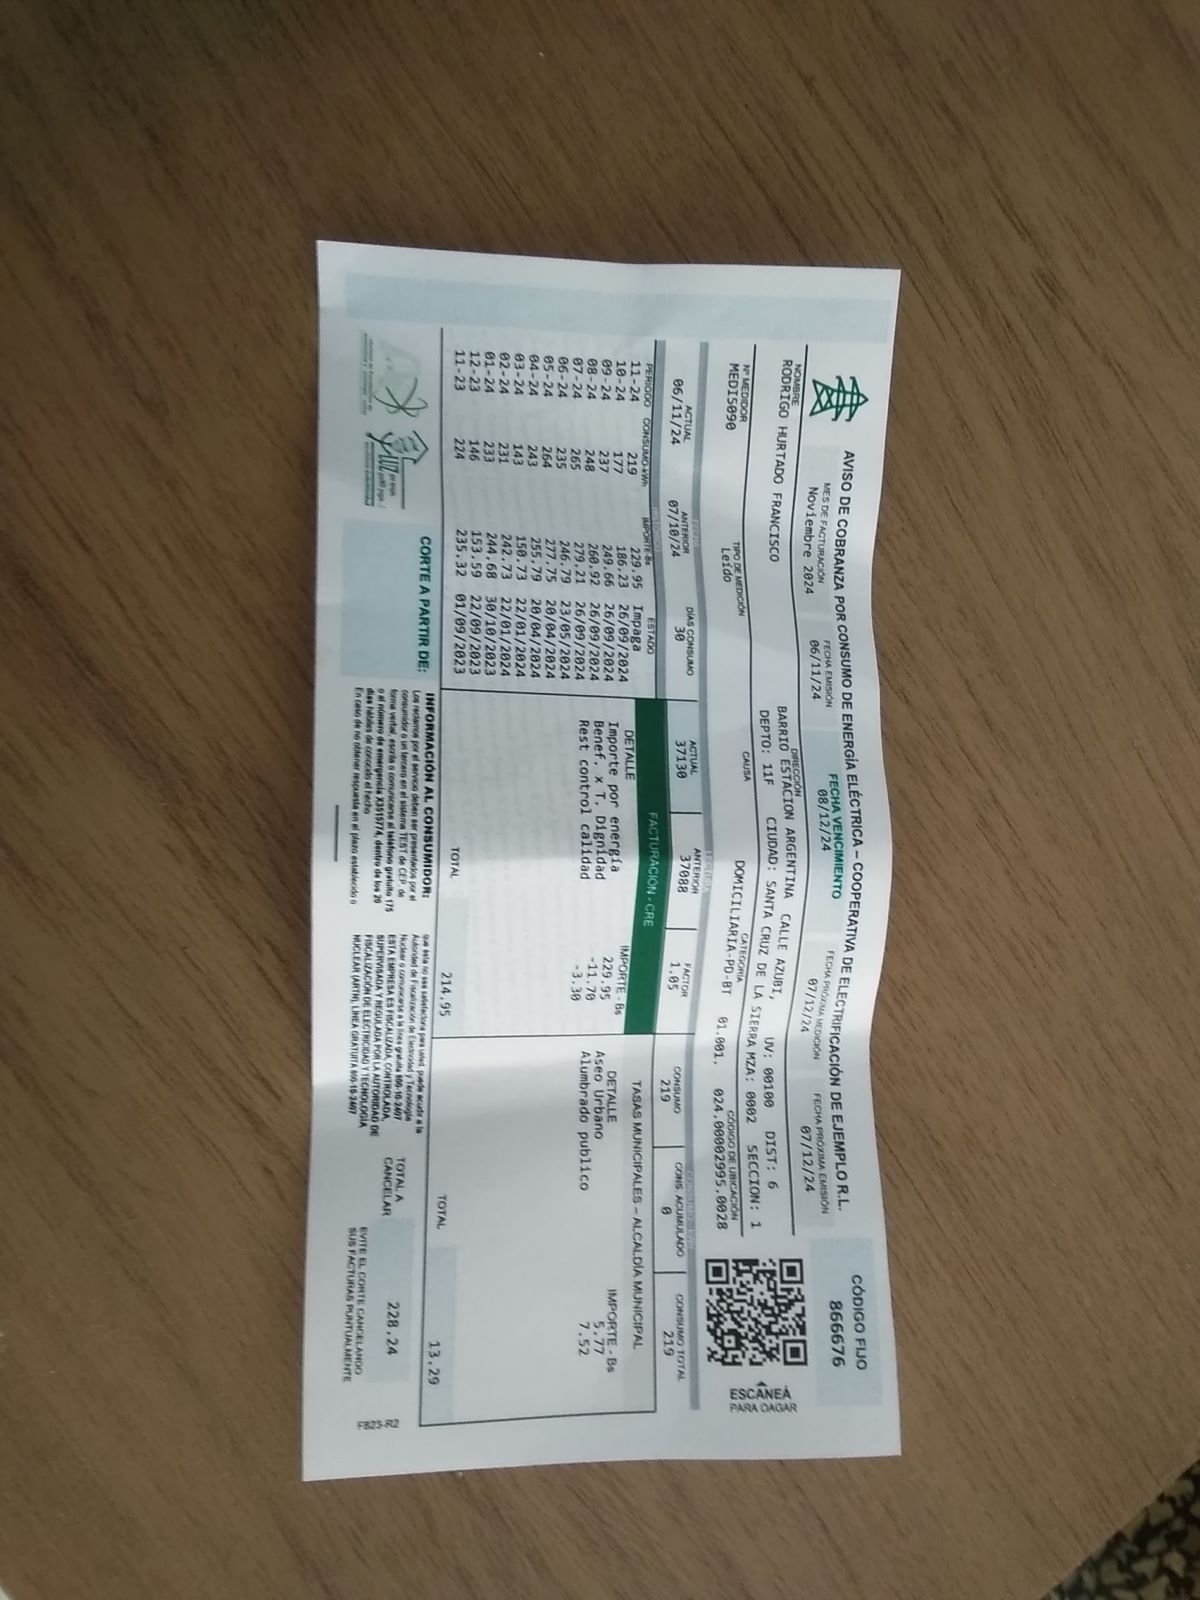 AVISO DE COBRANZA POR CONSUMO DE ENERGÍA ELÉCTRICA – COOPERATIVA DE ELECTRIFICACIÓN DE EJEMPLO R.L.
CÓDIGO FIJO
866676
MES DE FACTURACIÓN FECHA EMISIÓN FECHA VENCIMIENTO FECHA PRÓXIMA MEDICIÓN FECHA PRÓXIMA EMISIÓN
Noviembre 2024 06/11/24 08/12/24 07/12/24 07/12/24
NOMBRE DIRECCIÓN
RODRIGO HURTADO FRANCISCO BARRIO ESTACION ARGENTINA CALLE AZUBI, UV: 00100 DIST: 6
DEPTO: 11F CIUDAD: SANTA CRUZ DE LA SIERRA MZA: 0002 SECCION: 1
Nº MEDIDOR TIPO DE MEDICIÓN CAUSA CATEGORIA CÓDIGO DE UBICACIÓN
MEDI5090 Leído DOMICILIARIA-PD-BT 01.001. 024.00002995.0028
ESCANEÁ
PARA OAGAR
ACTUAL ANTERIOR DÍAS CONSUMO ACTUAL ANTERIOR FACTOR CONSUMO CONS. ACUMULADO CONSUMO TOTAL
06/11/24 07/10/24 30 37130 37088 1.05 219 0 219
PERÍODO CONSUMO-kWh IMPORTE-Bs ESTADO
11-24 219 229.95 Impaga
10-24 177 186.23 26/09/2024
09-24 237 249.66 26/09/2024
08-24 248 260.92 26/09/2024
07-24 265 279.21 26/09/2024
06-24 235 246.79 23/05/2024
05-24 264 277.75 20/04/2024
04-24 243 255.79 20/04/2024
03-24 143 150.73 22/01/2024
02-24 231 242.73 22/01/2024
01-24 233 244.68 30/10/2023
12-23 146 153.59 22/09/2023
11-23 224 235.32 01/09/2023
FACTURACIÓN - CRE
DETALLE IMPORTE - Bs
Importe por energía 229.95
Benef. x T. Dignidad -11.70
Rest control calidad -3.30
TOTAL 214.95
TASAS MUNICIPALES – ALCALDÍA MUNICIPAL
DETALLE IMPORTE - Bs
Aseo Urbano 5.77
Alumbrado publico 7.52
TOTAL 13.29
CORTE A PARTIR DE:
INFORMACIÓN AL CONSUMIDOR:
Los reclamos por el servicio deben ser presentados por el
consumidor o un tercero en el sistema TEST de CEP, de
forma verbal, escrita o comunicarse al teléfono gratuito 175
o al número de emergencia X3515774, dentro de los 20
días hábiles de conocido el hecho
En caso de no obtener respuesta en el plazo establecido o
que ésta no sea satisfactoria para usted, puede acudir a la
Autoridad de Fiscalización de Electricidad y Tecnología
Nuclear o comunicarse a la línea gratuita 800-10-2407
ESTA EMPRESA ES FISCALIZADA, CONTROLADA,
SUPERVISADA Y REGULADA POR LA AUTORIDAD DE
FISCALIZACIÓN DE ELECTRICIDAD Y TECNOLOGÍA
NUCLEAR (AETN), LÍNEA GRATUITA 800-10-2407
TOTAL A
CANCELAR 228.24
EVITE EL CORTE CANCELANDO
SUS FACTURAS PUNTUALMENTE
F823-R2